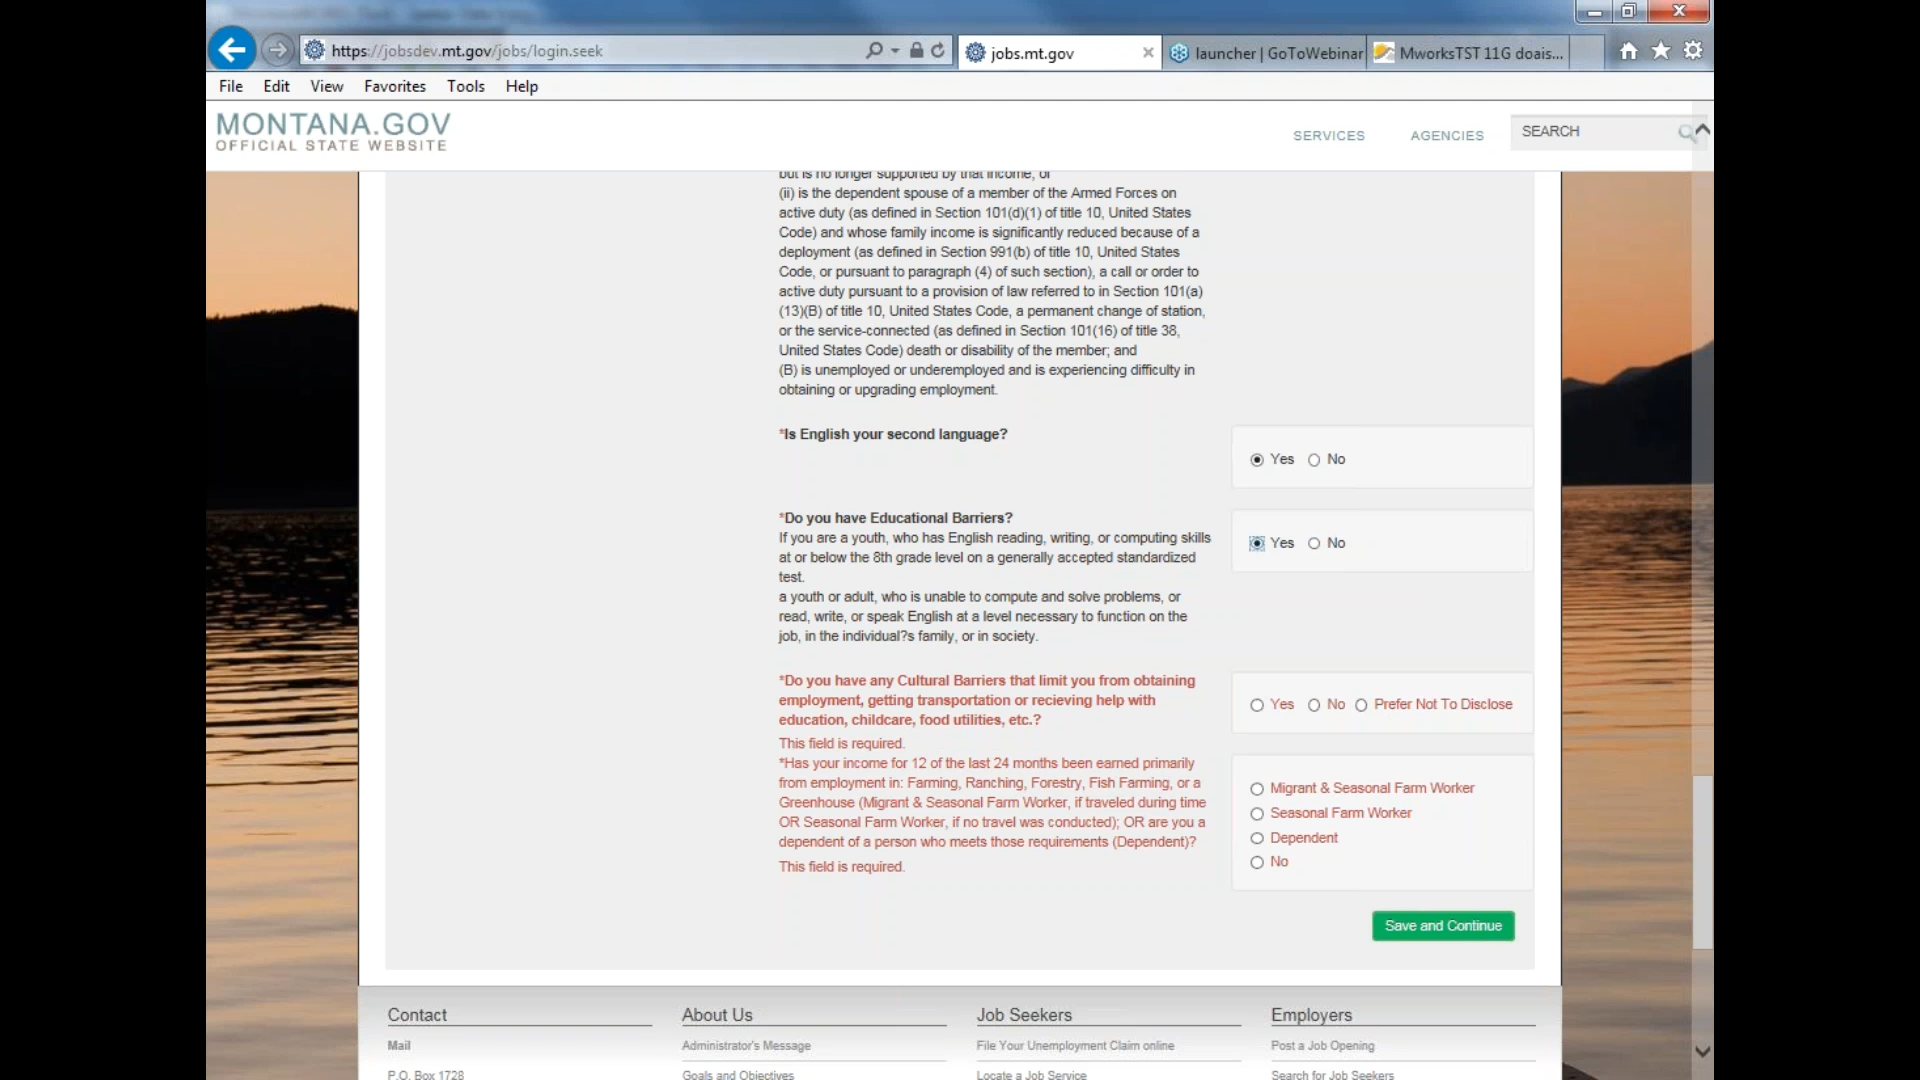 https://jobsdev.mt.gov/jobs/login.seek
jobs.mt.gov
launcher | GoToWebinar
MworksTST 11G doais...
File Edit View Favorites Tools Help
MONTANA.GOV
OFFICIAL STATE WEBSITE
SERVICES
AGENCIES
SEARCH
but is no longer supported by that income; or
(ii) is the dependent spouse of a member of the Armed Forces on
active duty (as defined in Section 101(d)(1) of title 10, United States
Code) and whose family income is significantly reduced because of a
deployment (as defined in Section 991(b) of title 10, United States
Code, or pursuant to paragraph (4) of such section), a call or order to
active duty pursuant to a provision of law referred to in Section 101(a)
(13)(B) of title 10, United States Code, a permanent change of station,
or the service-connected (as defined in Section 101(16) of title 38,
United States Code) death or disability of the member; and
(B) is unemployed or underemployed and is experiencing difficulty in
obtaining or upgrading employment.
*Is English your second language?
Yes No
*Do you have Educational Barriers?
Yes No
If you are a youth, who has English reading, writing, or computing skills
at or below the 8th grade level on a generally accepted standardized
test.
a youth or adult, who is unable to compute and solve problems, or
read, write, or speak English at a level necessary to function on the
job, in the individual?s family, or in society.
*Do you have any Cultural Barriers that limit you from obtaining
employment, getting transportation or recieving help with
education, childcare, food utilities, etc.?
Yes No Prefer Not To Disclose
This field is required.
*Has your income for 12 of the last 24 months been earned primarily
from employment in: Farming, Ranching, Forestry, Fish Farming, or a
Greenhouse (Migrant & Seasonal Farm Worker, if traveled during time
OR Seasonal Farm Worker, if no travel was conducted); OR are you a
dependent of a person who meets those requirements (Dependent)?
This field is required.
Migrant & Seasonal Farm Worker
Seasonal Farm Worker
Dependent
No
Save and Continue
Contact
Mail
P.O. Box 1728
About Us
Administrator's Message
Goals and Objectives
Job Seekers
File Your Unemployment Claim online
Locate a Job Service
Employers
Post a Job Opening
Search for Job Seekers